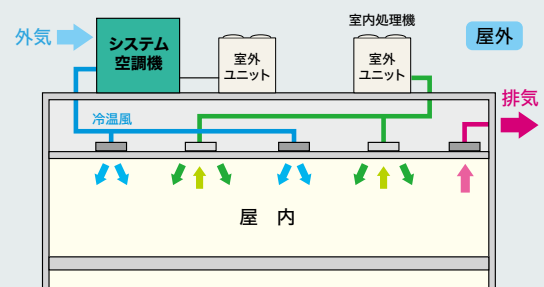 室内処理機
外気
システム
空調機
室外
ユニット
室外
ユニット
屋外
排気
冷温風
屋 内